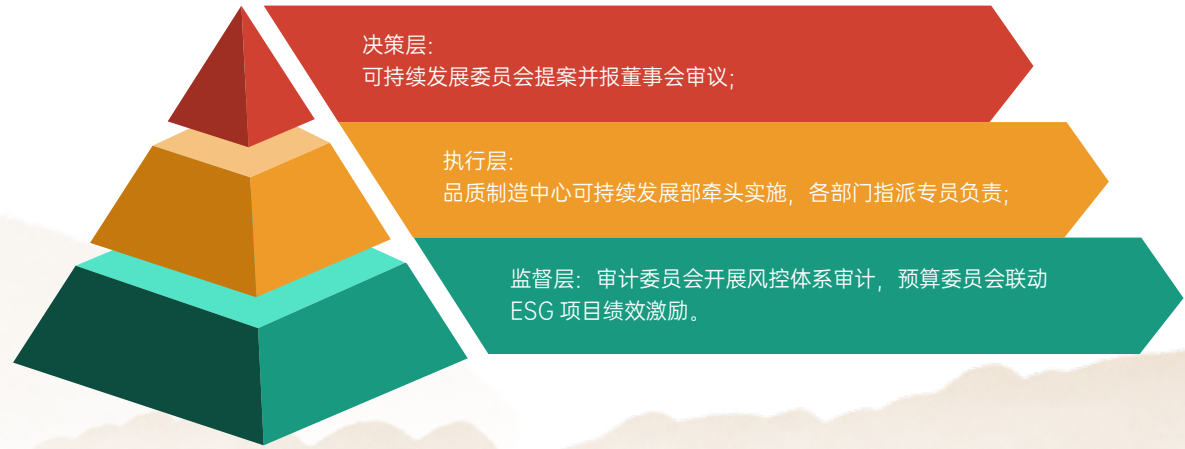 决策层:
可持续发展委员会提案并报董事会审议;
执行层:
品质制造中心可持续发展部牵头实施，各部门指派专员负责;
监督层：审计委员会开展风控体系审计，预算委员会联动
ESG 项目绩效激励。